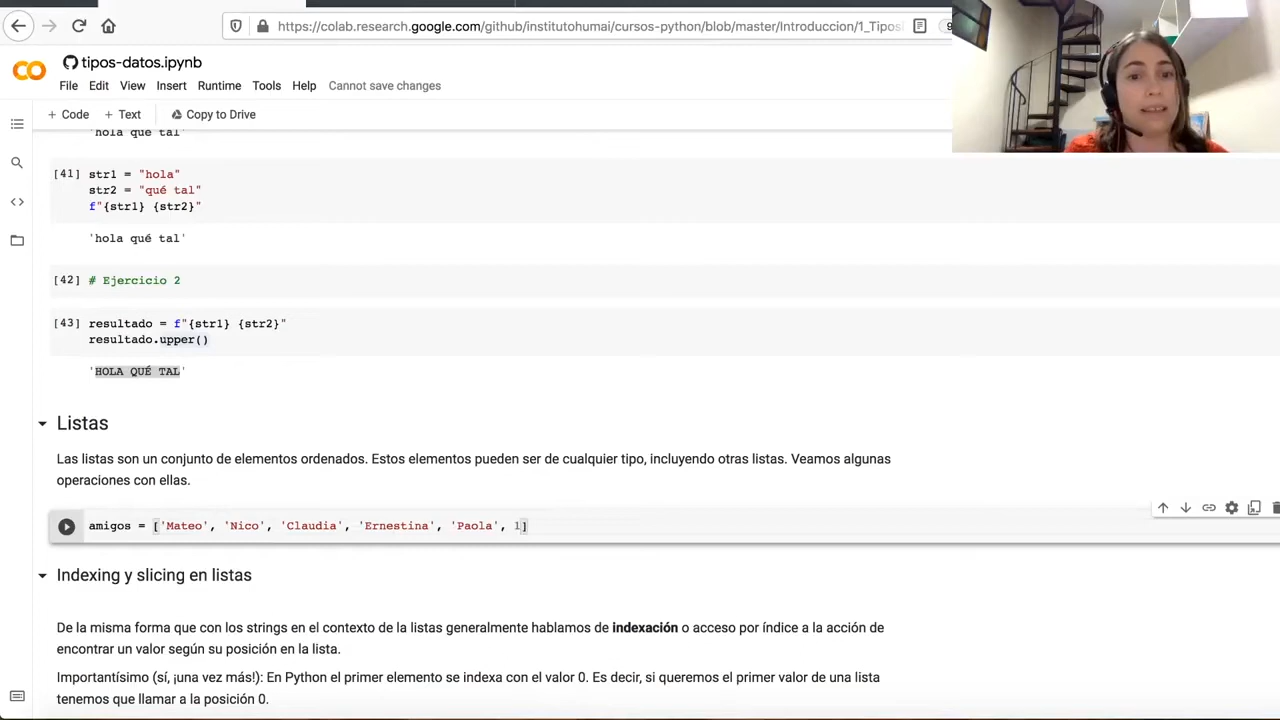 https://colab.research.google.com/github/institutohumai/cursos-python/blob/master/Introduccion/1_Tipos
tipos-datos.ipynb
File Edit View Insert Runtime Tools Help Cannot save changes
+ Code + Text Copy to Drive
'hola qué tal'
[41] str1 = "hola"
str2 = "qué tal"
f"{str1} {str2}"
'hola qué tal'
[42] # Ejercicio 2
[43] resultado = f"{str1} {str2}"
resultado.upper()
'HOLA QUÉ TAL'
Listas
Las listas son un conjunto de elementos ordenados. Estos elementos pueden ser de cualquier tipo, incluyendo otras listas. Veamos algunas
operaciones con ellas.
amigos = ['Mateo', 'Nico', 'Claudia', 'Ernestina', 'Paola', 1]
Indexing y slicing en listas
De la misma forma que con los strings en el contexto de la listas generalmente hablamos de indexación o acceso por índice a la acción de
encontrar un valor según su posición en la lista.
Importantísimo (sí, ¡una vez más!): En Python el primer elemento se indexa con el valor 0. Es decir, si queremos el primer valor de una lista
tenemos que llamar a la posición 0.